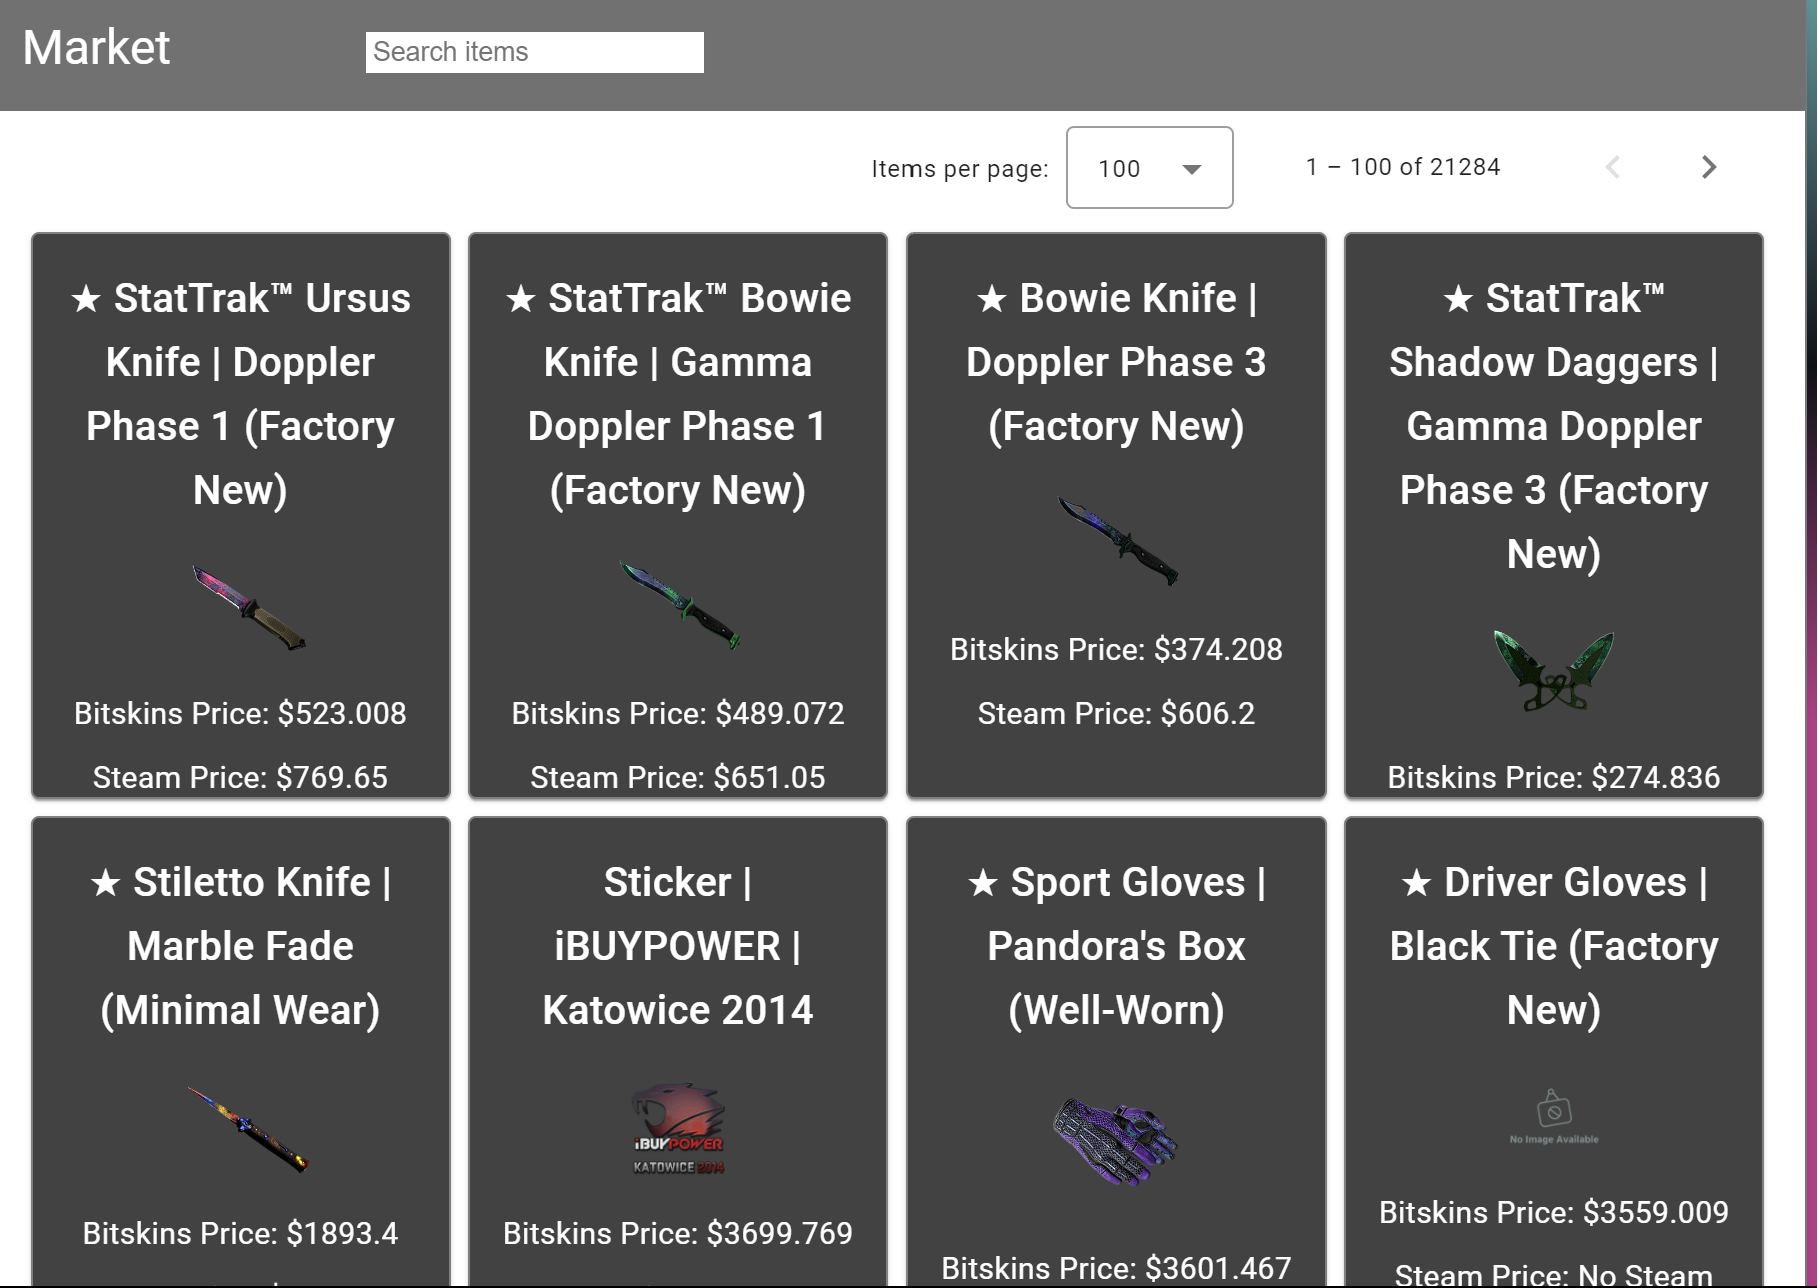 Market
Search items
Items per page:
100
1 – 100 of 21284
★ StatTrak™ Ursus
Knife | Doppler
Phase 1 (Factory
New)
Bitskins Price: $523.008
Steam Price: $769.65
★ StatTrak™ Bowie
Knife | Gamma
Doppler Phase 1
(Factory New)
Bitskins Price: $489.072
Steam Price: $651.05
★ Bowie Knife |
Doppler Phase 3
(Factory New)
Bitskins Price: $374.208
Steam Price: $606.2
★ StatTrak™
Shadow Daggers |
Gamma Doppler
Phase 3 (Factory
New)
Bitskins Price: $274.836
★ Stiletto Knife |
Marble Fade
(Minimal Wear)
Bitskins Price: $1893.4
Sticker |
iBUYPOWER |
Katowice 2014
iBUYPOWER
KATOWICE 2014
Bitskins Price: $3699.769
★ Sport Gloves |
Pandora's Box
(Well-Worn)
Bitskins Price: $3601.467
★ Driver Gloves |
Black Tie (Factory
New)
No Image Available
Bitskins Price: $3559.009
Steam Price: No Steam